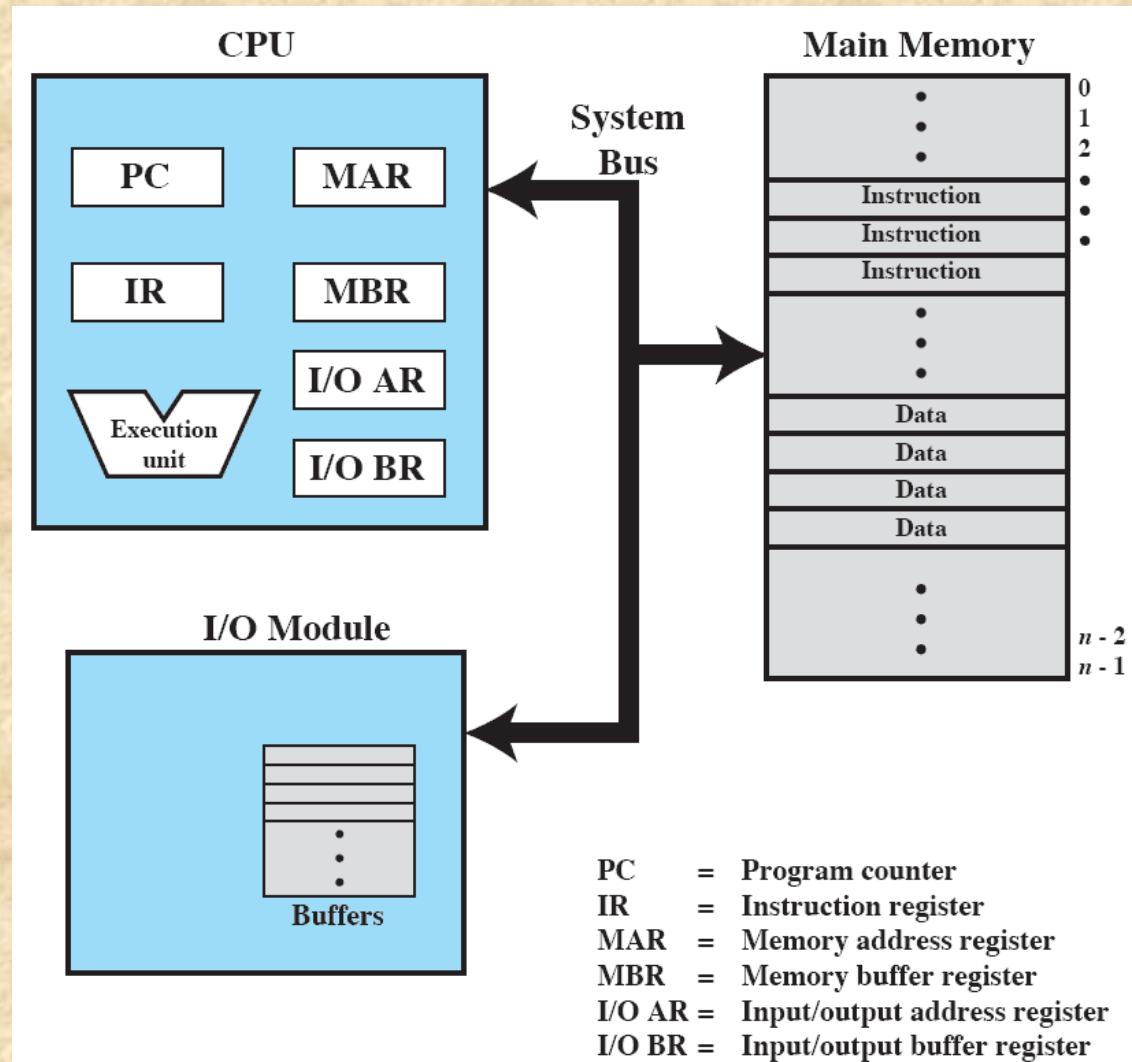 CPU
PC
MAR
IR
MBR
I/O AR
Execution
unit
I/O BR
System
Bus
Main Memory
0
1
2
Instruction
Instruction
Instruction
Data
Data
Data
Data
n - 2
n - 1
I/O Module
Buffers
PC = Program counter
IR = Instruction register
MAR = Memory address register
MBR = Memory buffer register
I/O AR = Input/output address register
I/O BR = Input/output buffer register